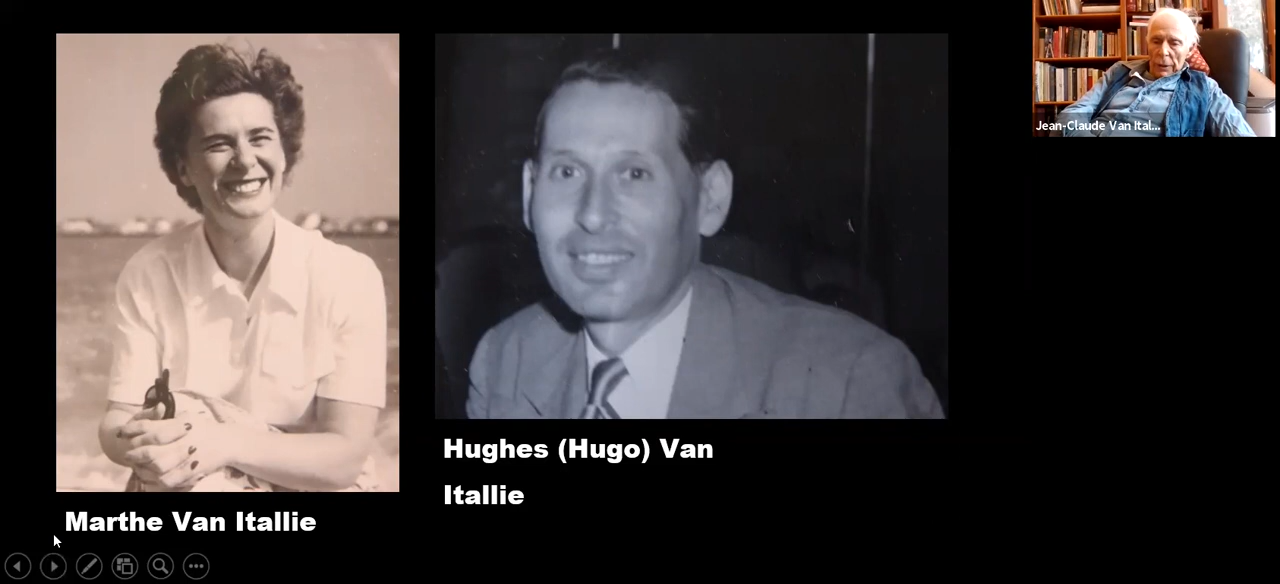 Jean-Claude Van Ital...
Hughes (Hugo) Van
Itallie
Marthe Van Itallie